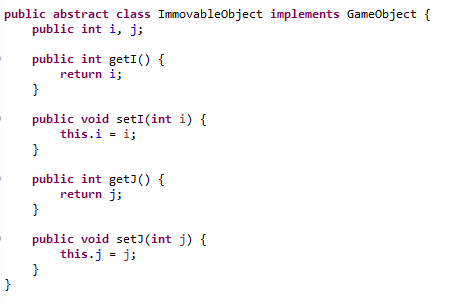 public abstract class ImmovableObject implements GameObject {
    public int i, j;

    public int getI() {
        return i;
    }

    public void setI(int i) {
        this.i = i;
    }

    public int getJ() {
        return j;
    }

    public void setJ(int j) {
        this.j = j;
    }
}